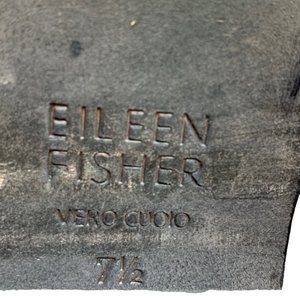 EILEEN
FISHER
VERO CUOIO
7½